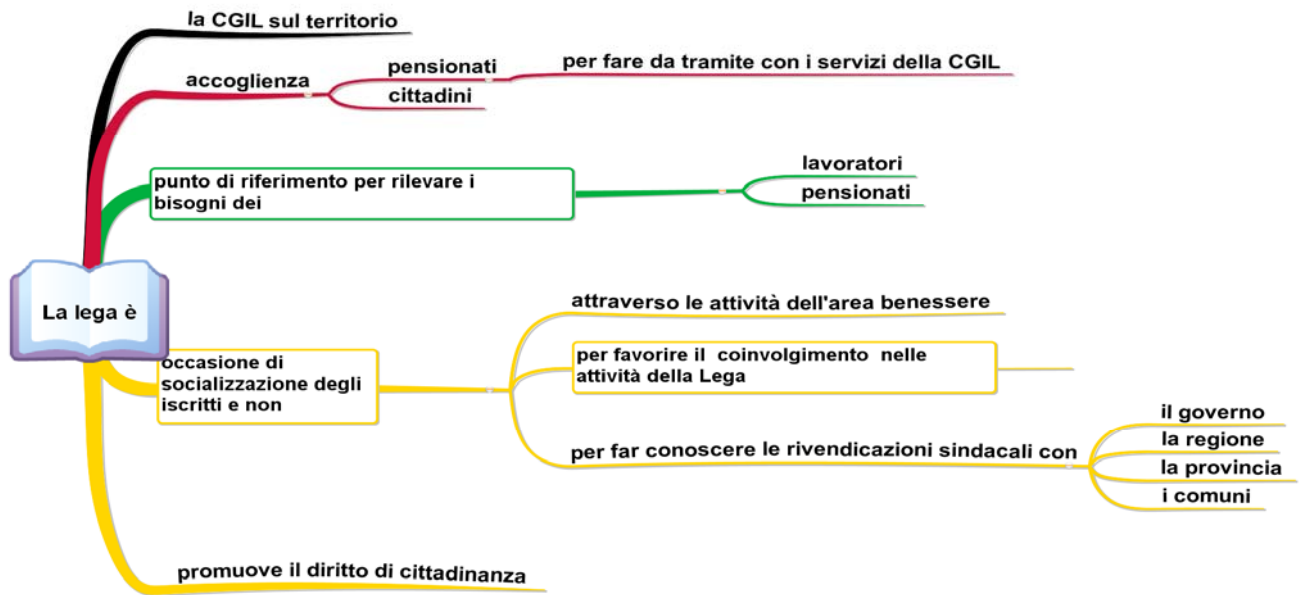 la CGIL sul territorio
accoglienza
pensionati
cittadini
per fare da tramite con i servizi della CGIL
punto di riferimento per rilevare i
bisogni dei
lavoratori
pensionati
La lega è
occasione di
socializzazione degli
iscritti e non
attraverso le attività dell'area benessere
per favorire il coinvolgimento nelle
attività della Lega
per far conoscere le rivendicazioni sindacali con
il governo
la regione
la provincia
i comuni
promuove il diritto di cittadinanza